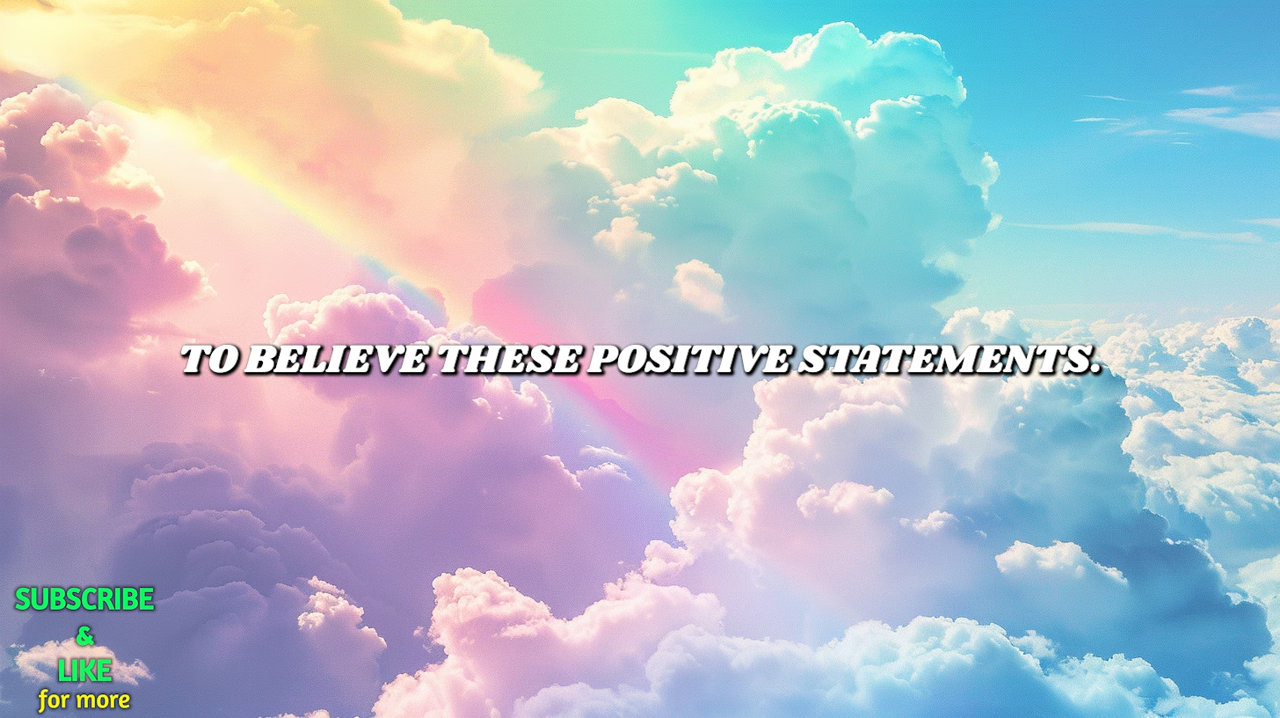 TO BELIEVE THESE POSITIVE STATEMENTS.
SUBSCRIBE
&
LIKE
for more